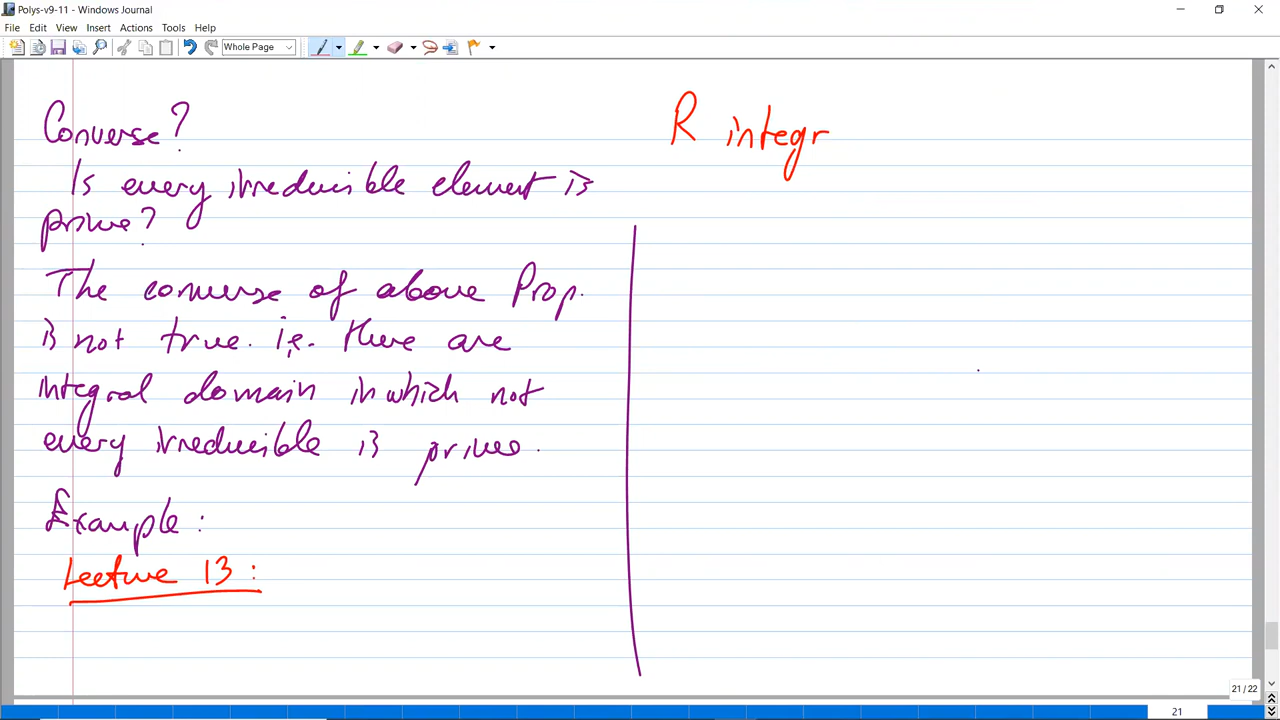 Polys-v9-11 - Windows Journal
File Edit View Insert Actions Tools Help
Whole Page
Converse?
Is every irreducible element is
prime?
The converse of above Prop.
is not true. i.e. there are
integral domain in which not
every irreducible is prime.
Example:
Lecture 13:
R integr
21 / 22
21